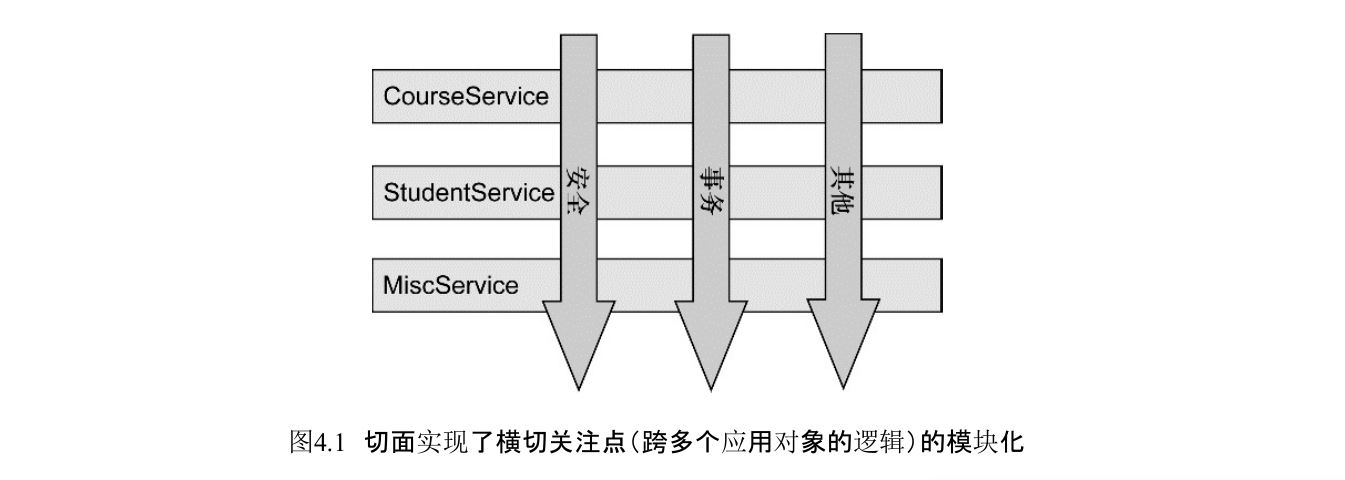 CourseService
StudentService
MiscService
安全
事务
其他
图4.1 切面实现了横切关注点(跨多个应用对象的逻辑)的模块化